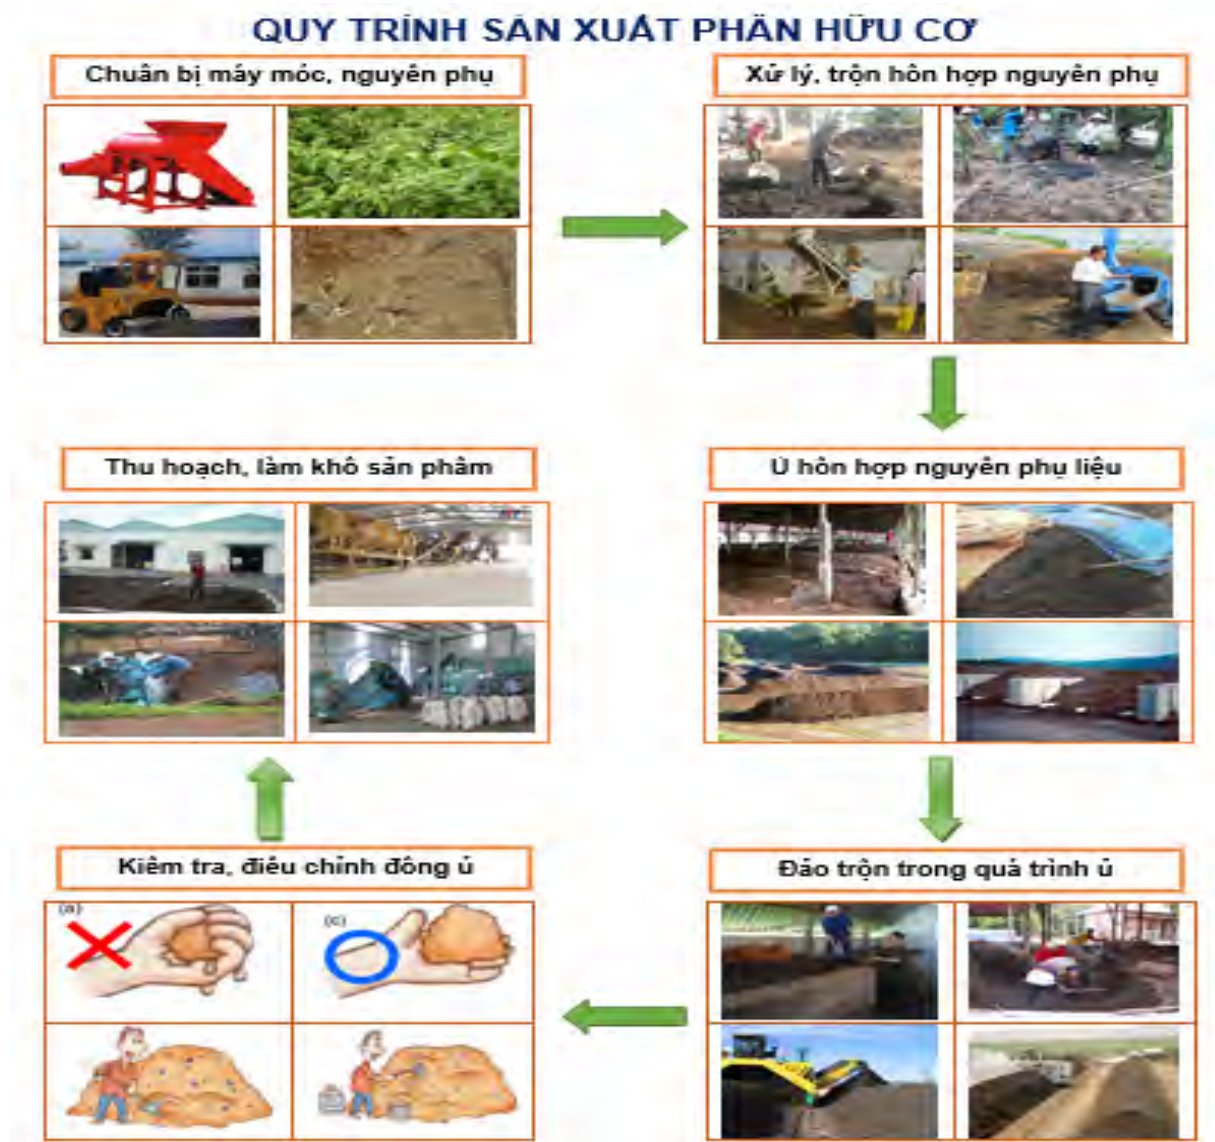 QUY TRÌNH SẢN XUẤT PHÂN HỮU CƠ
Chuẩn bị máy móc, nguyên phụ
Xử lý, trộn hỗn hợp nguyên phụ
Ủ hỗn hợp nguyên phụ liệu
Đảo trộn trong quá trình ủ
Kiểm tra, điều chỉnh đống ủ
(a)
(c)
Thu hoạch, làm khô sản phẩm